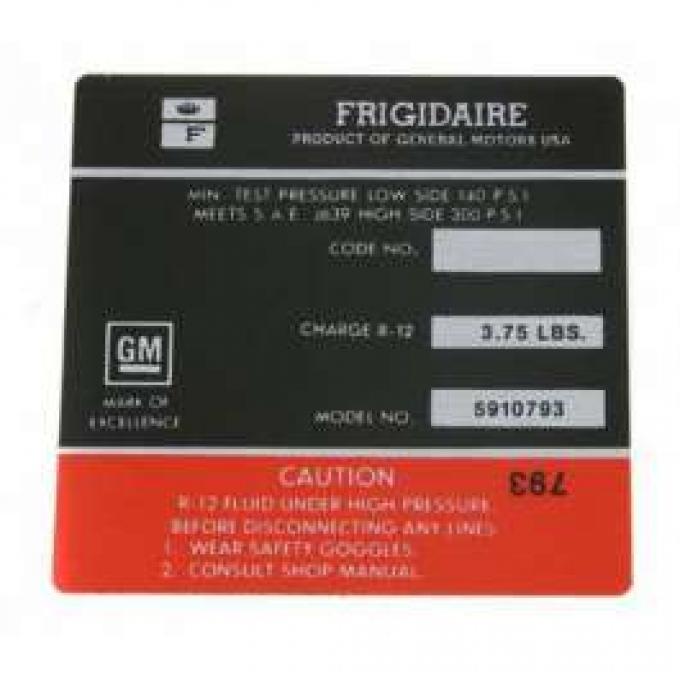 F
FRIGIDAIRE
PRODUCT OF GENERAL MOTORS USA
MIN. TEST PRESSURE LOW SIDE 140 P S I
MEETS S A E J639 HIGH SIDE 300 P S I
CODE NO.
CHARGE R-12 3.75 LBS.
GM
MARK OF
EXCELLENCE
MODEL NO. 5910793
CAUTION
793
R-12 FLUID UNDER HIGH PRESSURE
BEFORE DISCONNECTING ANY LINES
1. WEAR SAFETY GOGGLES
2. CONSULT SHOP MANUAL